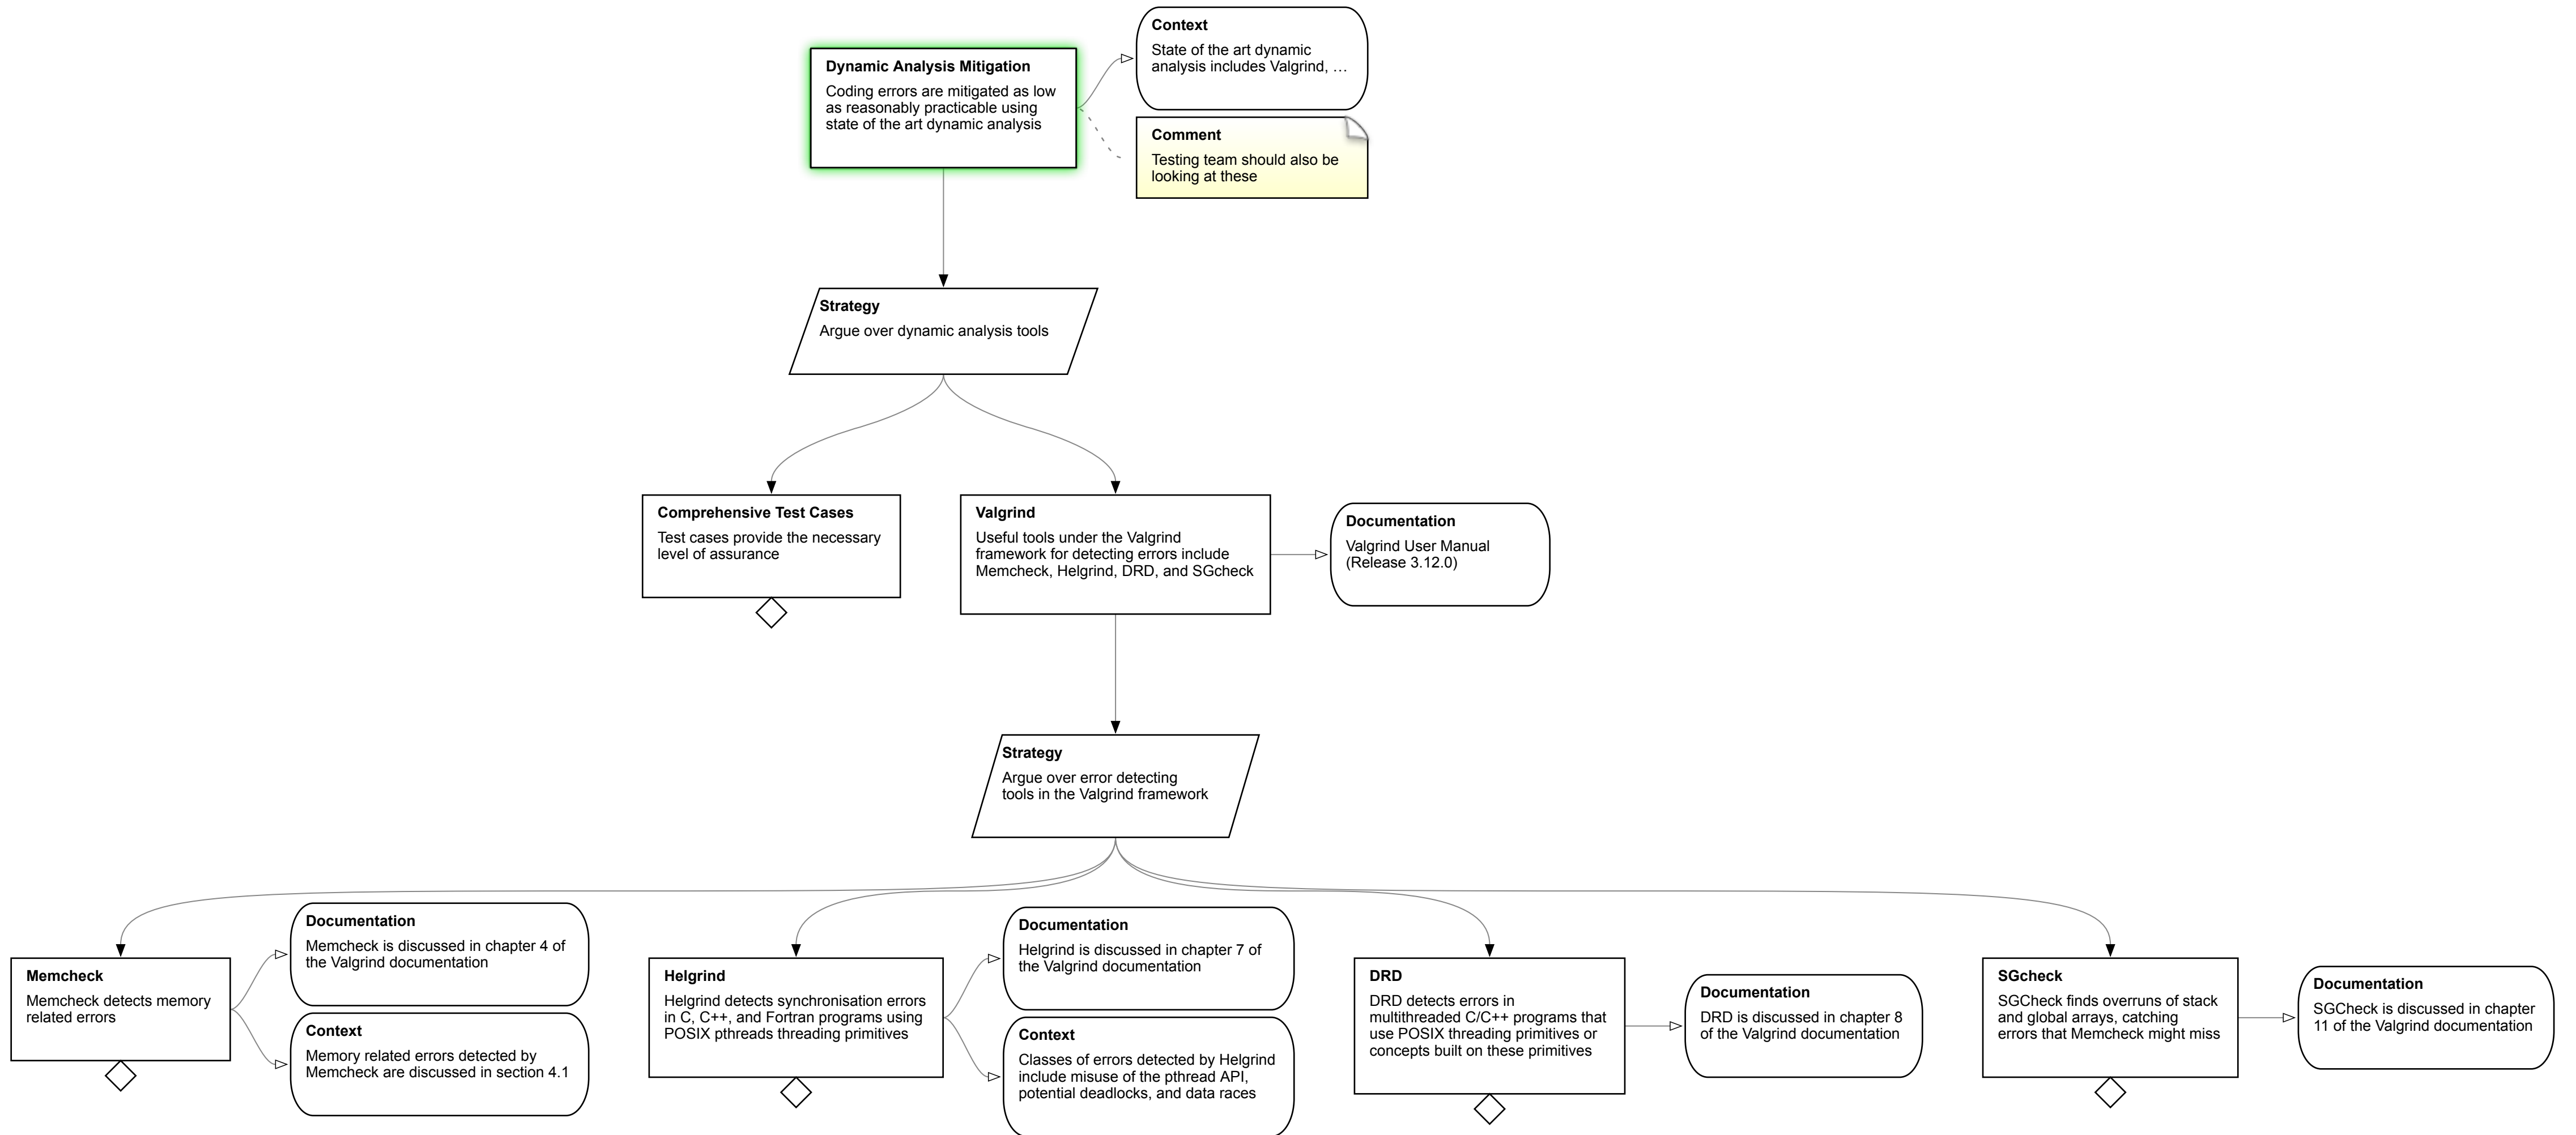 Context
State of the art dynamic
analysis includes Valgrind, …
Dynamic Analysis Mitigation
Coding errors are mitigated as low
as reasonably practicable using
state of the art dynamic analysis
Comment
Testing team should also be
looking at these
Strategy
Argue over dynamic analysis tools
Comprehensive Test Cases
Test cases provide the necessary
level of assurance
Valgrind
Useful tools under the Valgrind
framework for detecting errors include
Memcheck, Helgrind, DRD, and SGcheck
Documentation
Valgrind User Manual
(Release 3.12.0)
Strategy
Argue over error detecting
tools in the Valgrind framework
Memcheck
Memcheck detects memory
related errors
Documentation
Memcheck is discussed in chapter 4 of
the Valgrind documentation
Context
Memory related errors detected by
Memcheck are discussed in section 4.1
Helgrind
Helgrind detects synchronisation errors
in C, C++, and Fortran programs using
POSIX pthreads threading primitives
Documentation
Helgrind is discussed in chapter 7 of
the Valgrind documentation
Context
Classes of errors detected by Helgrind
include misuse of the pthread API,
potential deadlocks, and data races
DRD
DRD detects errors in
multithreaded C/C++ programs that
use POSIX threading primitives or
concepts built on these primitives
Documentation
DRD is discussed in chapter 8
of the Valgrind documentation
SGcheck
SGCheck finds overruns of stack
and global arrays, catching
errors that Memcheck might miss
Documentation
SGCheck is discussed in chapter
11 of the Valgrind documentation